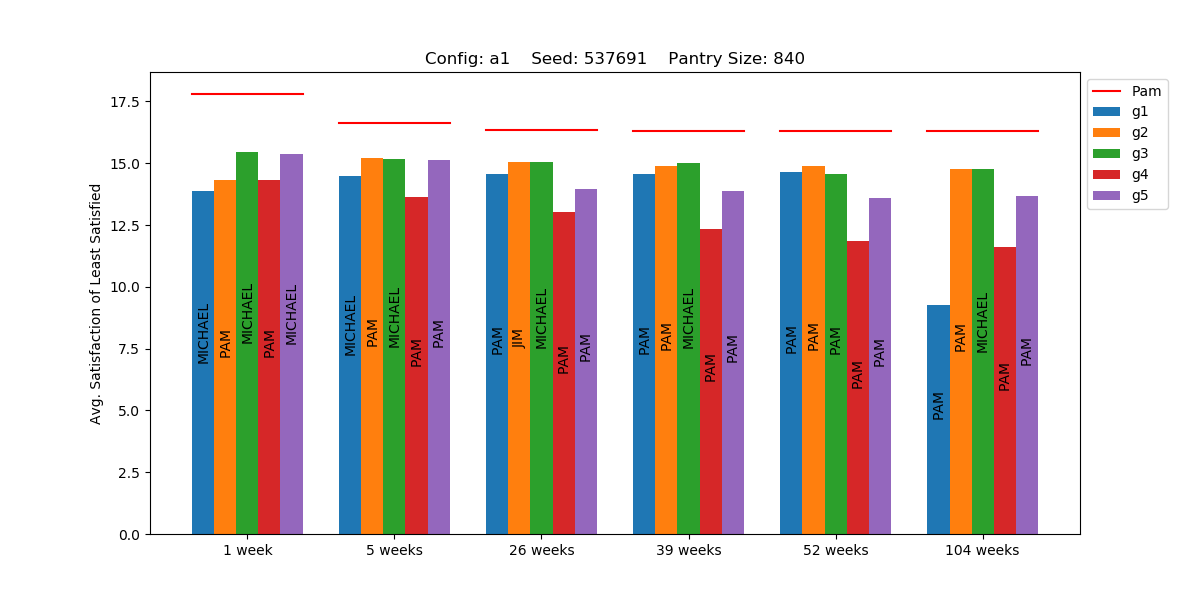 Config: a1    Seed: 537691    Pantry Size: 840
Avg. Satisfaction of Least Satisfied
17.5
15.0
12.5
10.0
7.5
5.0
2.5
0.0
MICHAEL PAM MICHAEL PAM MICHAEL
MICHAEL PAM MICHAEL PAM PAM
PAM JIM MICHAEL PAM PAM
PAM PAM MICHAEL PAM PAM
PAM PAM PAM PAM PAM
PAM PAM MICHAEL PAM PAM
1 week 5 weeks 26 weeks 39 weeks 52 weeks 104 weeks
Pam
g1
g2
g3
g4
g5